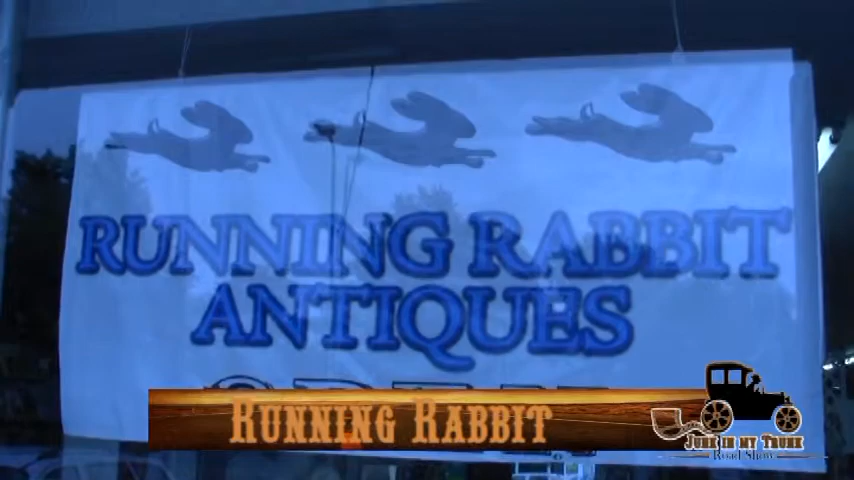 RUNNING RABBIT
ANTIQUES
RUNNING RABBIT
JUNK IN MY TRUNK
Road Show